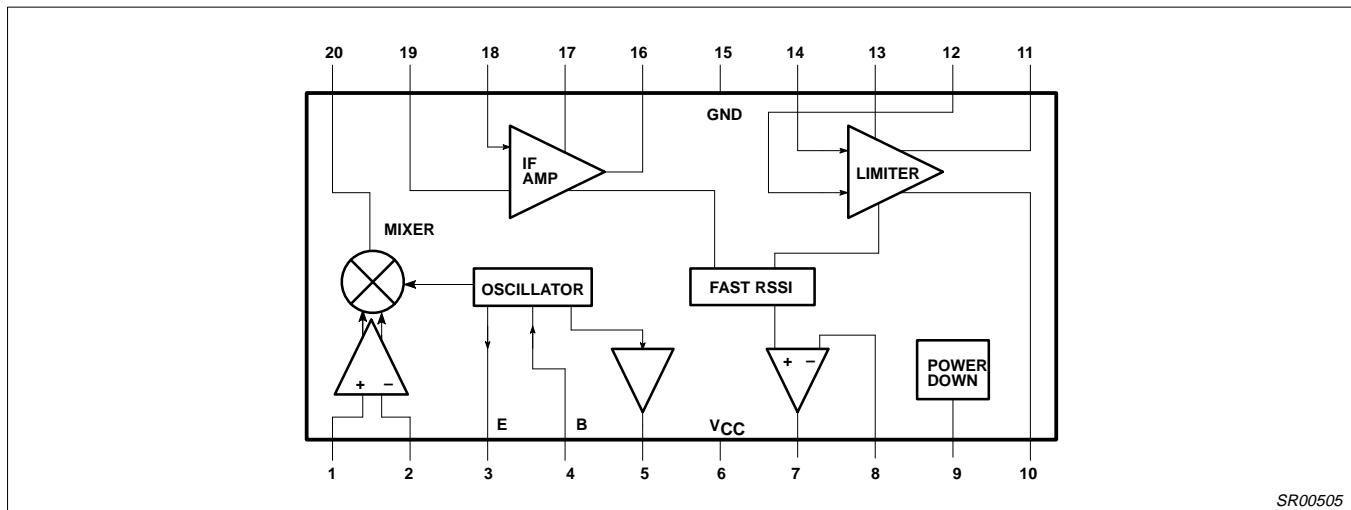 20 19 18 17 16 15 14 13 12 11
GND
IF
AMP
LIMITER
MIXER
OSCILLATOR
FAST RSSI
+ −
POWER
DOWN
+ −
E B VCC
1 2 3 4 5 6 7 8 9 10
SR00505